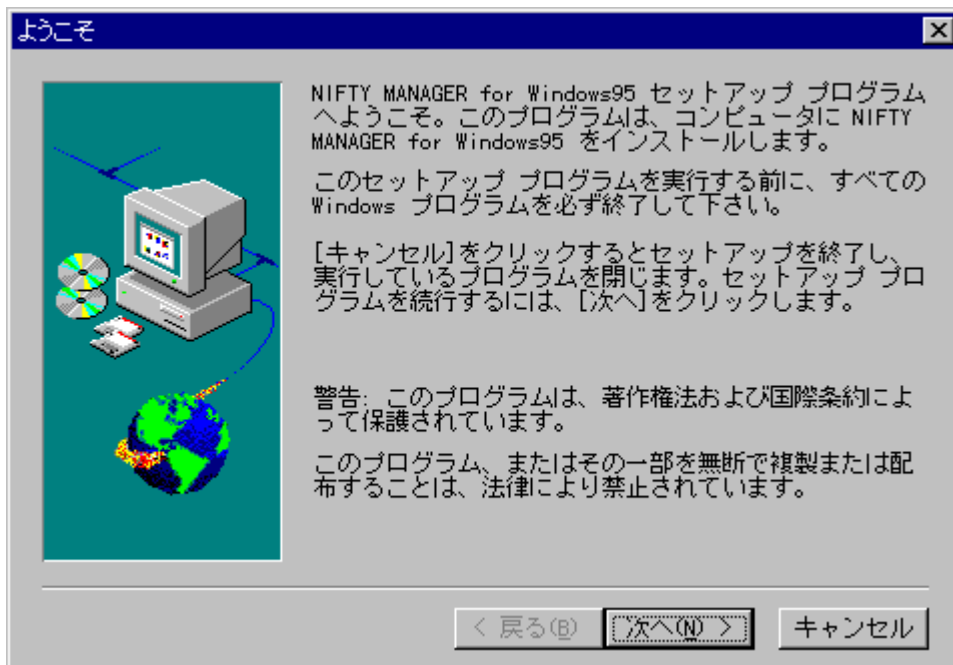 ようこそ
NIFTY MANAGER for Windows95 セットアップ プログラム
へようこそ。このプログラムは、コンピュータに NIFTY
MANAGER for Windows95 をインストールします。
このセットアップ プログラムを実行する前に、すべての
Windows プログラムを必ず終了して下さい。
[キャンセル]をクリックするとセットアップを終了し、
実行しているプログラムを閉じます。セットアップ プロ
グラムを続行するには、[次へ]をクリックします。
警告: このプログラムは、著作権法および国際条約によ
って保護されています。
このプログラム、またはその一部を無断で複製または配
布することは、法律により禁止されています。
< 戻る(B) 次へ(N) > キャンセル